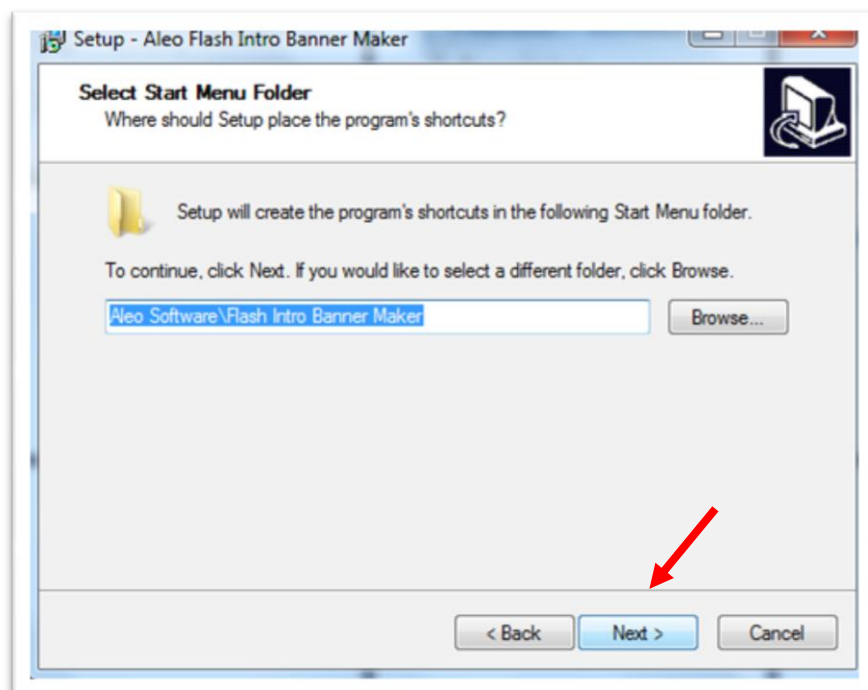 Setup - Aleo Flash Intro Banner Maker
Select Start Menu Folder
Where should Setup place the program's shortcuts?
Setup will create the program's shortcuts in the following Start Menu folder.
To continue, click Next. If you would like to select a different folder, click Browse.
Aleo Software\Flash Intro Banner Maker
Browse...
< Back
Next >
Cancel